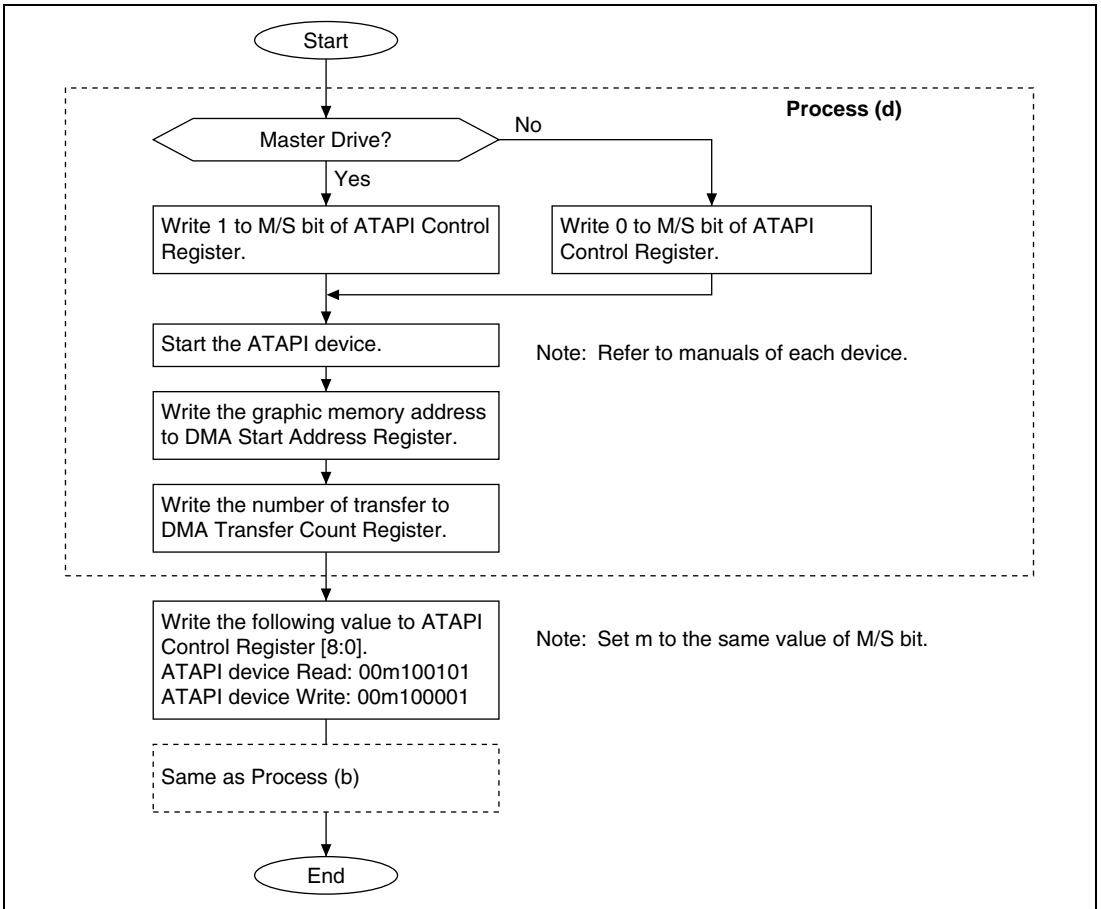 Start
Process (d)
Master Drive?
No
Yes
Write 1 to M/S bit of ATAPI Control
Register.
Write 0 to M/S bit of ATAPI
Control Register.
Start the ATAPI device.
Note: Refer to manuals of each device.
Write the graphic memory address
to DMA Start Address Register.
Write the number of transfer to
DMA Transfer Count Register.
Write the following value to ATAPI
Control Register [8:0].
ATAPI device Read: 00m100101
ATAPI device Write: 00m100001
Note: Set m to the same value of M/S bit.
Same as Process (b)
End